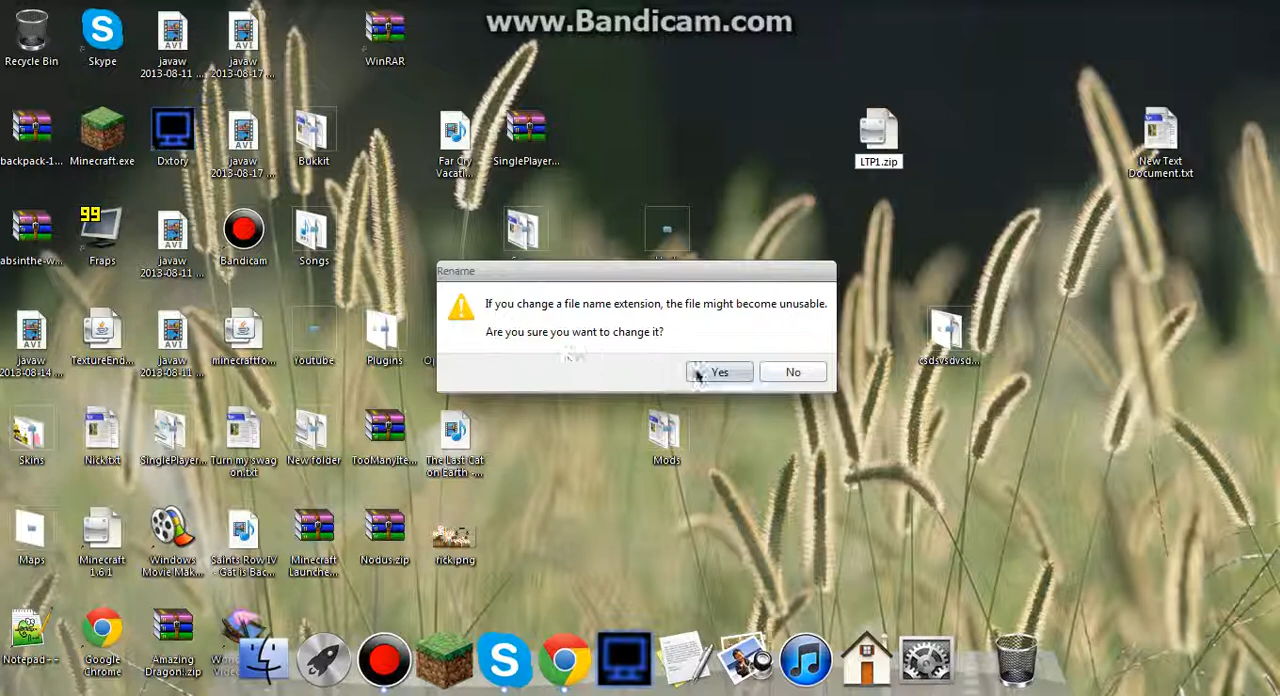 www.Bandicam.com
Recycle Bin
Skype
javaw
2013-08-11 ...
javaw
2013-08-17 ...
WinRAR
backpack-1...
Minecraft.exe
Dxtory
javaw
2013-08-17 ...
Bukkit
Far Cry
Vacati...
SinglePlayer...
LTP1.zip
New Text
Document.txt
absinthe-w...
99
Fraps
javaw
2013-08-11 ...
Bandicam
Songs
Rename
If you change a file name extension, the file might become unusable.
Are you sure you want to change it?
Yes
No
javaw
2013-08-14 ...
TextureEnd...
javaw
2013-08-11 ...
minecraftfo...
Youtube
Plugins
csdsvsdvsd...
Skins
Nick.txt
SinglePlayer...
Turn my swag
on.txt
New folder
TooManyIte...
The Last Cat
on Earth -...
Mods
Maps
Minecraft
1.6.1
Windows
Movie Mak...
Saints Row IV
- Gat Is Bac...
Minecraft
Launche...
Nodus.zip
rick.png
Notepad++
Google
Chrome
Amazing
Dragon!.zip